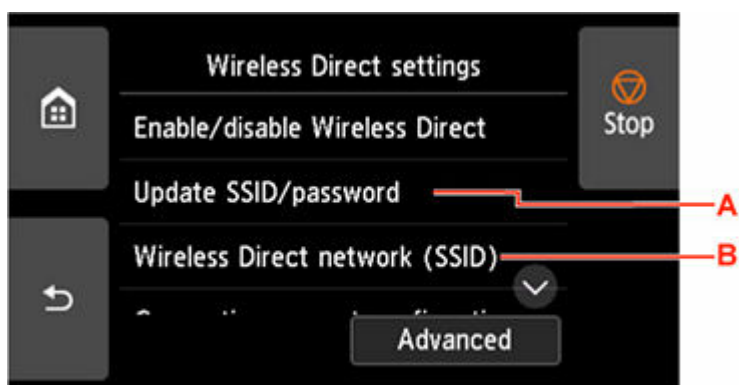 Wireless Direct settings
Enable/disable Wireless Direct
Stop
Update SSID/password
A
Wireless Direct network (SSID)
B
Advanced